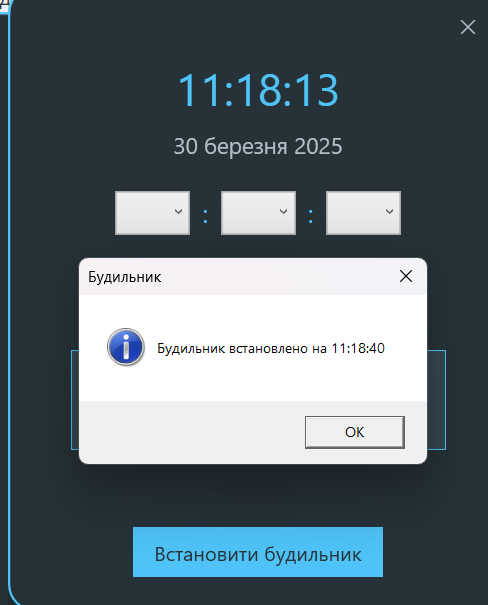 11:18:13
30 березня 2025
: :
Будильник
Будильник встановлено на 11:18:40
OK
Встановити будильник